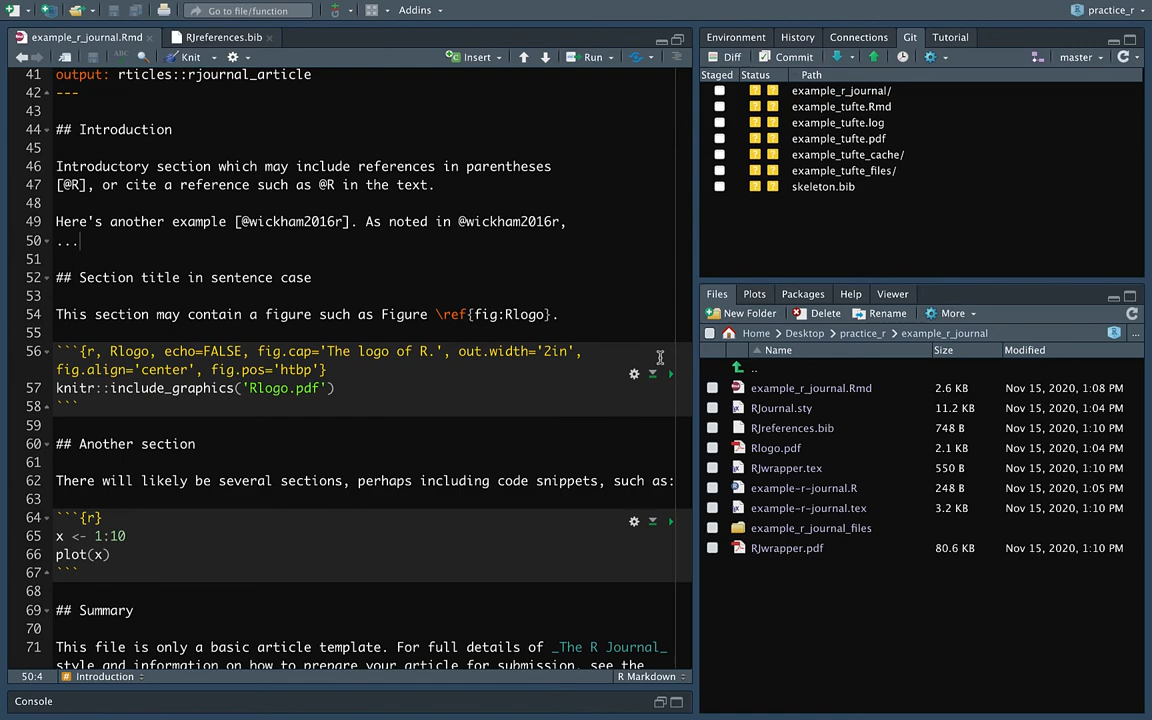 Go to file/function
Addins
practice_r
example_r_journal.Rmd
RJreferences.bib
Knit
Insert
Run
41 output: rticles::rjournal_article
42 ---
43
44 ## Introduction
45
46 Introductory section which may include references in parentheses
47 [@R], or cite a reference such as @R in the text.
48
49 Here's another example [@wickham2016r]. As noted in @wickham2016r,
50 ...
51
52 ## Section title in sentence case
53
54 This section may contain a figure such as Figure \ref{fig:Rlogo}.
55
56 ```{r, Rlogo, echo=FALSE, fig.cap='The logo of R.', out.width='2in',
fig.align='center', fig.pos='htbp'}
57 knitr::include_graphics('Rlogo.pdf')
58 ```
59
60 ## Another section
61
62 There will likely be several sections, perhaps including code snippets, such as:
63
64 ```{r}
65 x <- 1:10
66 plot(x)
67 ```
68
69 ## Summary
70
71 This file is only a basic article template. For full details of _The R Journal_
style and information on how to prepare your article for submission, see the
50:4 # Introduction R Markdown
Console
Environment History Connections Git Tutorial
Diff Commit master
Staged Status Path
? ? example_r_journal/
? ? example_tufte.Rmd
? ? example_tufte.log
? ? example_tufte.pdf
? ? example_tufte_cache/
? ? example_tufte_files/
? ? skeleton.bib
Files Plots Packages Help Viewer
New Folder Delete Rename More
Home Desktop practice_r example_r_journal ...
Name Size Modified
..
example_r_journal.Rmd 2.6 KB Nov 15, 2020, 1:08 PM
RJournal.sty 11.2 KB Nov 15, 2020, 1:04 PM
RJreferences.bib 748 B Nov 15, 2020, 1:10 PM
Rlogo.pdf 2.1 KB Nov 15, 2020, 1:04 PM
RJwrapper.tex 550 B Nov 15, 2020, 1:10 PM
example-r-journal.R 248 B Nov 15, 2020, 1:05 PM
example-r-journal.tex 3.2 KB Nov 15, 2020, 1:10 PM
example_r_journal_files
RJwrapper.pdf 80.6 KB Nov 15, 2020, 1:10 PM